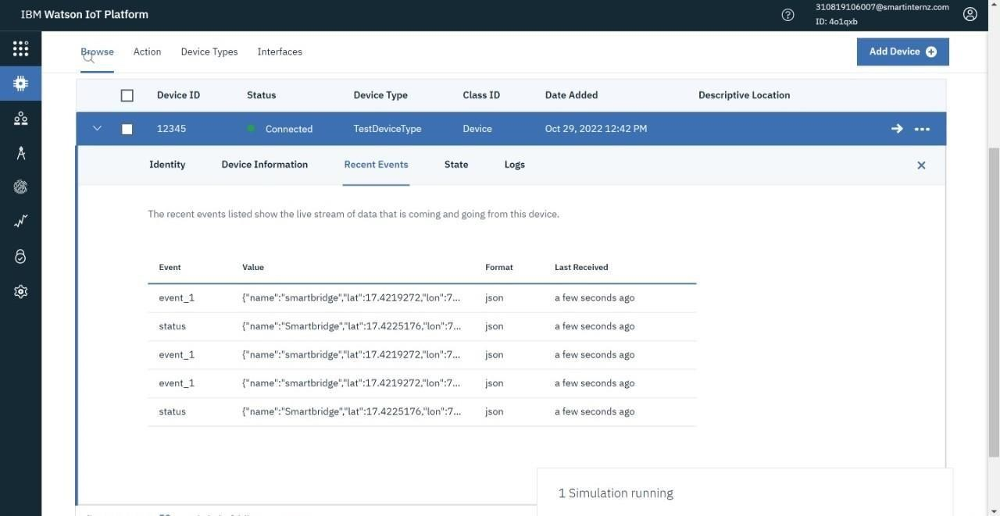 IBM Watson IoT Platform
310819106007@smartinternz.com
ID: 4o1qxb
Browse Action Device Types Interfaces
Add Device
Device ID Status Device Type Class ID Date Added Descriptive Location
12345 Connected TestDeviceType Device Oct 29, 2022 12:42 PM
Identity Device Information Recent Events State Logs
The recent events listed show the live stream of data that is coming and going from this device.
Event Value Format Last Received
event_1 {"name":"smartbridge","lat":17.4219272,"lon":7... json a few seconds ago
status {"name":"Smartbridge","lat":17.4225176,"lon":7... json a few seconds ago
event_1 {"name":"smartbridge","lat":17.4219272,"lon":7... json a few seconds ago
event_1 {"name":"smartbridge","lat":17.4219272,"lon":7... json a few seconds ago
status {"name":"Smartbridge","lat":17.4225176,"lon":7... json a few seconds ago
1 Simulation running